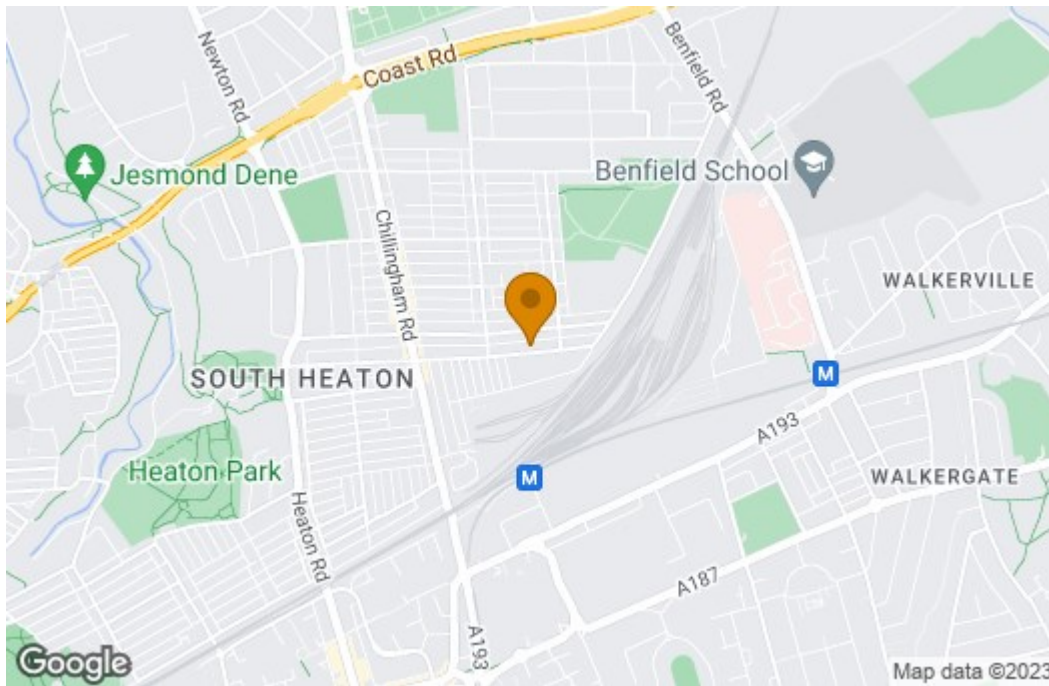 Newton Rd
Coast Rd
Benfield Rd
Jesmond Dene
Benfield School
Chillingham Rd
WALKERVILLE
SOUTH HEATON
M
A193
Heaton Park
M
WALKERGATE
Heaton Rd
A187
A193
Google
Map data ©2023